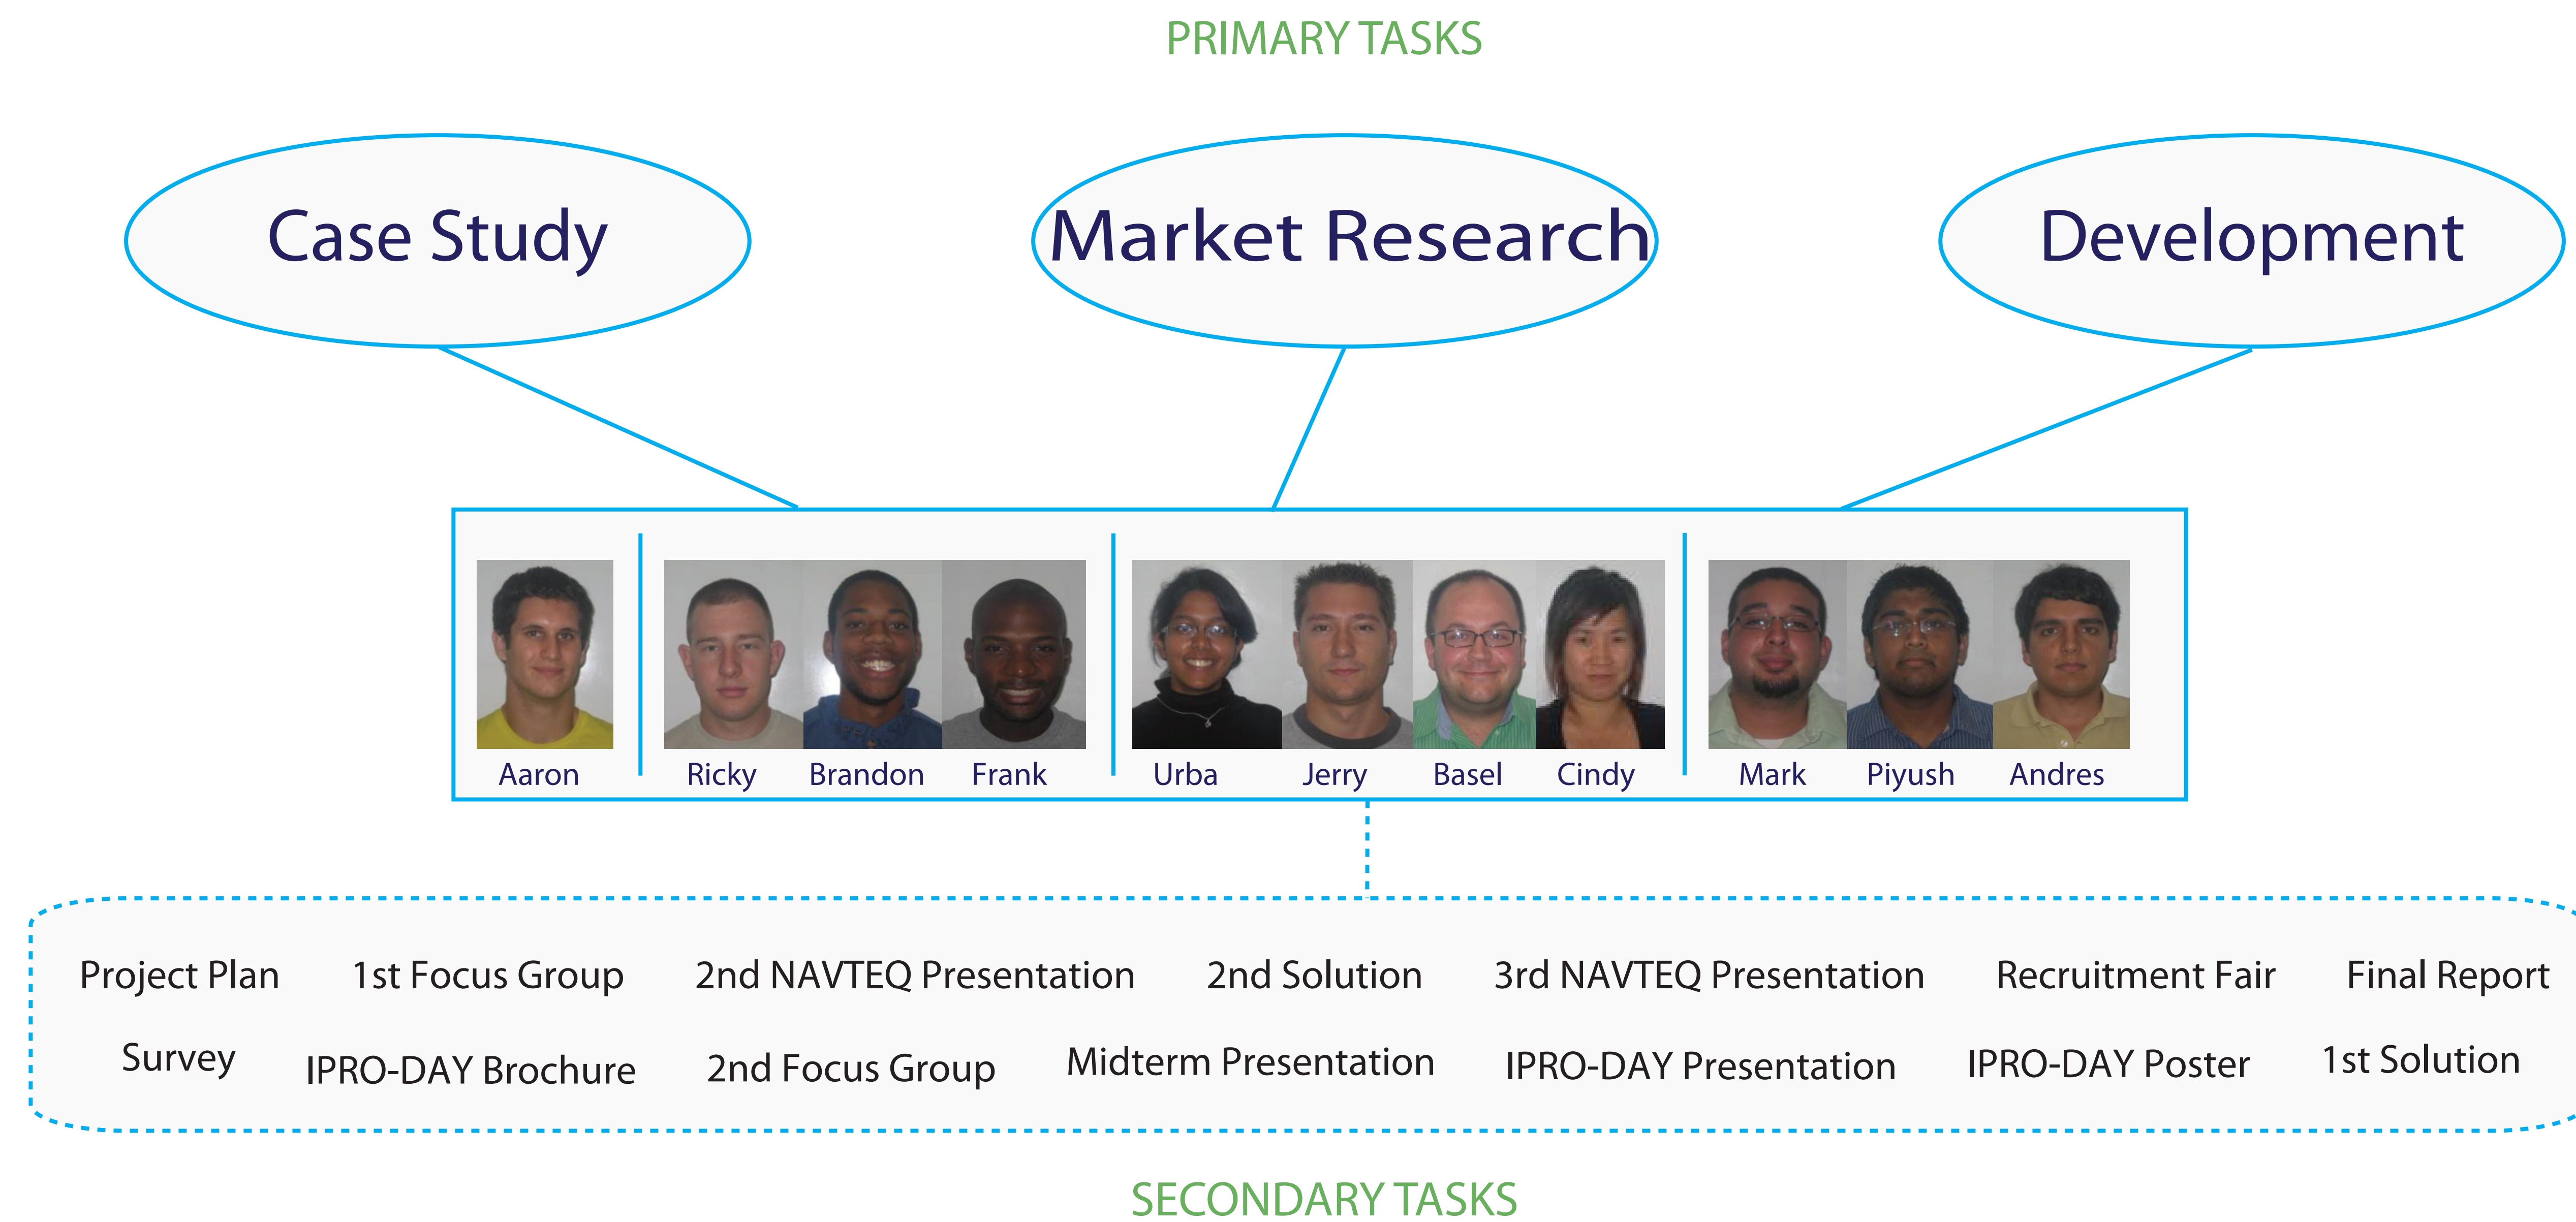 PRIMARY TASKS
Case Study
Market Research
Development
Aaron
Ricky
Brandon
Frank
Urba
Jerry
Basel
Cindy
Mark
Piyush
Andres
Project Plan 1st Focus Group 2nd NAVTEQ Presentation 2nd Solution 3rd NAVTEQ Presentation Recruitment Fair Final Report
Survey IPRO-DAY Brochure 2nd Focus Group Midterm Presentation IPRO-DAY Presentation IPRO-DAY Poster 1st Solution
SECONDARY TASKS